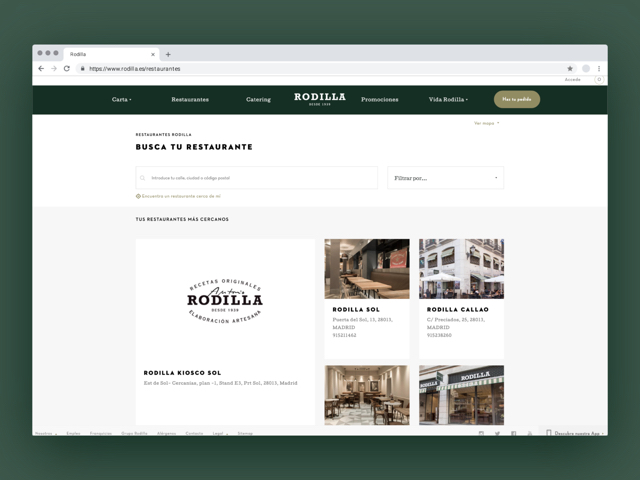 Rodilla
https://www.rodilla.es/restaurantes
Accede
0
Carta
Restaurantes
Catering
RODILLA
DESDE 1939
Promociones
Vida Rodilla
Haz tu pedido
Ver mapa
RESTAURANTES RODILLA
BUSCA TU RESTAURANTE
Introduce tu calle, ciudad o código postal
Filtrar por...
Encuentra un restaurante cerca de mí
TUS RESTAURANTES MÁS CERCANOS
RECETAS ORIGINALES
Antonio
RODILLA
DESDE 1939
ELABORACIÓN ARTESANA
RODILLA KIOSCO SOL
Est de Sol - Cercanías, plan -1, Stand E3, Prt Sol, 28013, Madrid
RODILLA SOL
Puerta del Sol, 13, 28013,
MADRID
915211462
RODILLA CALLAO
C/ Preciados, 25, 28013,
MADRID
915238260
RODILLA
RODILLA
Nosotros
Empleo
Franquicias
Grupo Rodilla
Alérgenos
Contacto
Legal
Sitemap
Descubre nuestra App